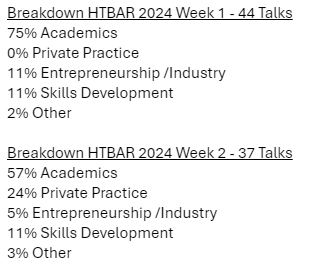 Breakdown HTBAR 2024 Week 1 - 44 Talks
75% Academics
0% Private Practice
11% Entrepreneurship /Industry
11% Skills Development
2% Other
Breakdown HTBAR 2024 Week 2 - 37 Talks
57% Academics
24% Private Practice
5% Entrepreneurship /Industry
11% Skills Development
3% Other